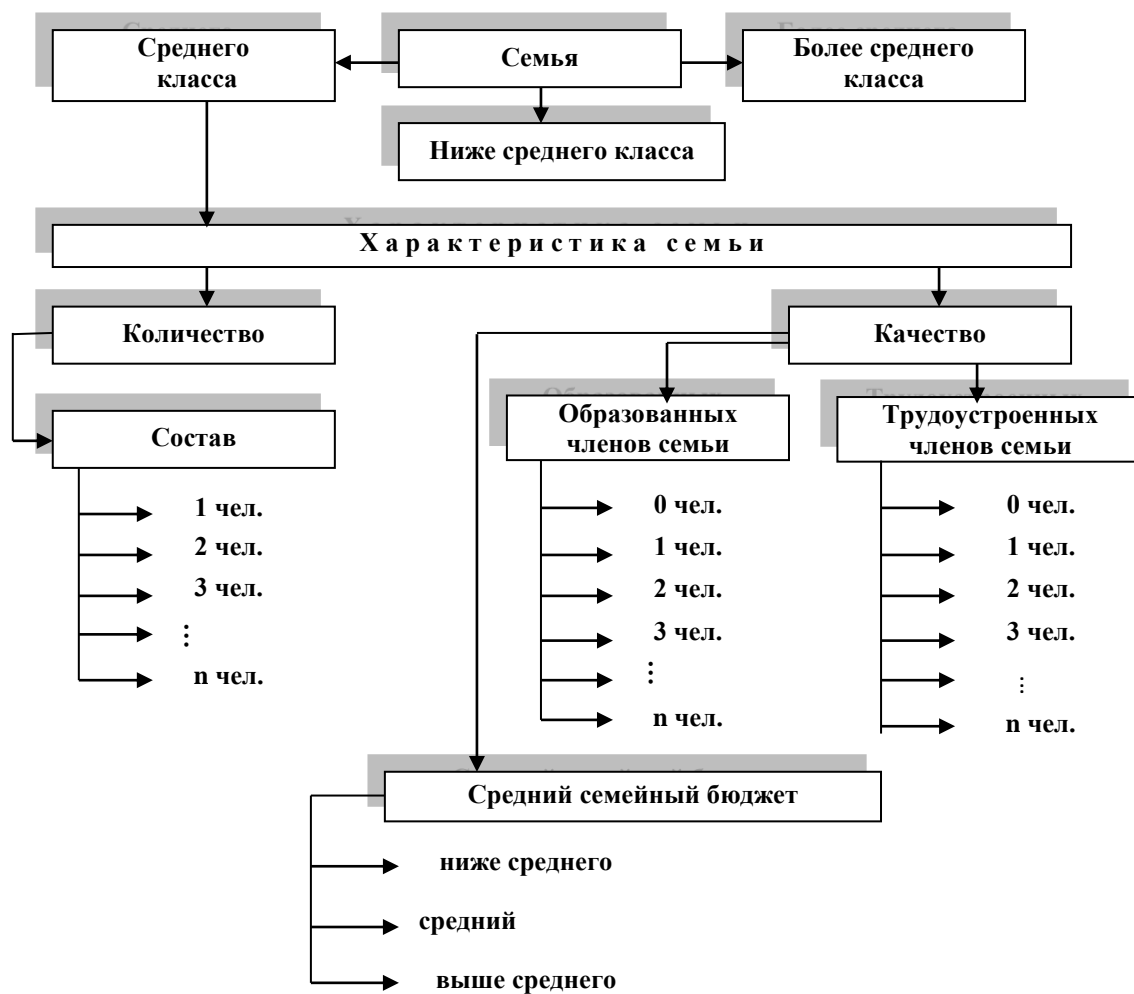 Среднего
класса
Семья
Более среднего
класса
Ниже среднего класса
Характеристика семьи
Количество
Качество
Состав
Образованных
членов семьи
Трудоустроенных
членов семьи
1 чел.
2 чел.
3 чел.
⋮
n чел.
0 чел.
1 чел.
2 чел.
3 чел.
⋮
n чел.
0 чел.
1 чел.
2 чел.
3 чел.
⋮
n чел.
Средний семейный бюджет
ниже среднего
средний
выше среднего